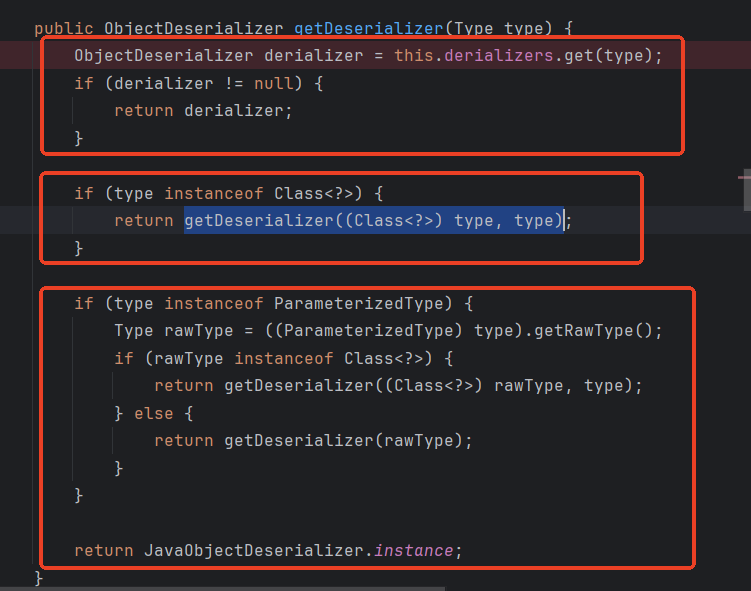 public ObjectDeserializer getDeserializer(Type type) {
    ObjectDeserializer derializer = this.derializers.get(type);
    if (derializer != null) {
        return derializer;
    }
    if (type instanceof Class<?>) {
        return getDeserializer((Class<?>) type, type);
    }
    if (type instanceof ParameterizedType) {
        Type rawType = ((ParameterizedType) type).getRawType();
        if (rawType instanceof Class<?>) {
            return getDeserializer((Class<?>) rawType, type);
        } else {
            return getDeserializer(rawType);
        }
    }
    return JavaObjectDeserializer.instance;
}